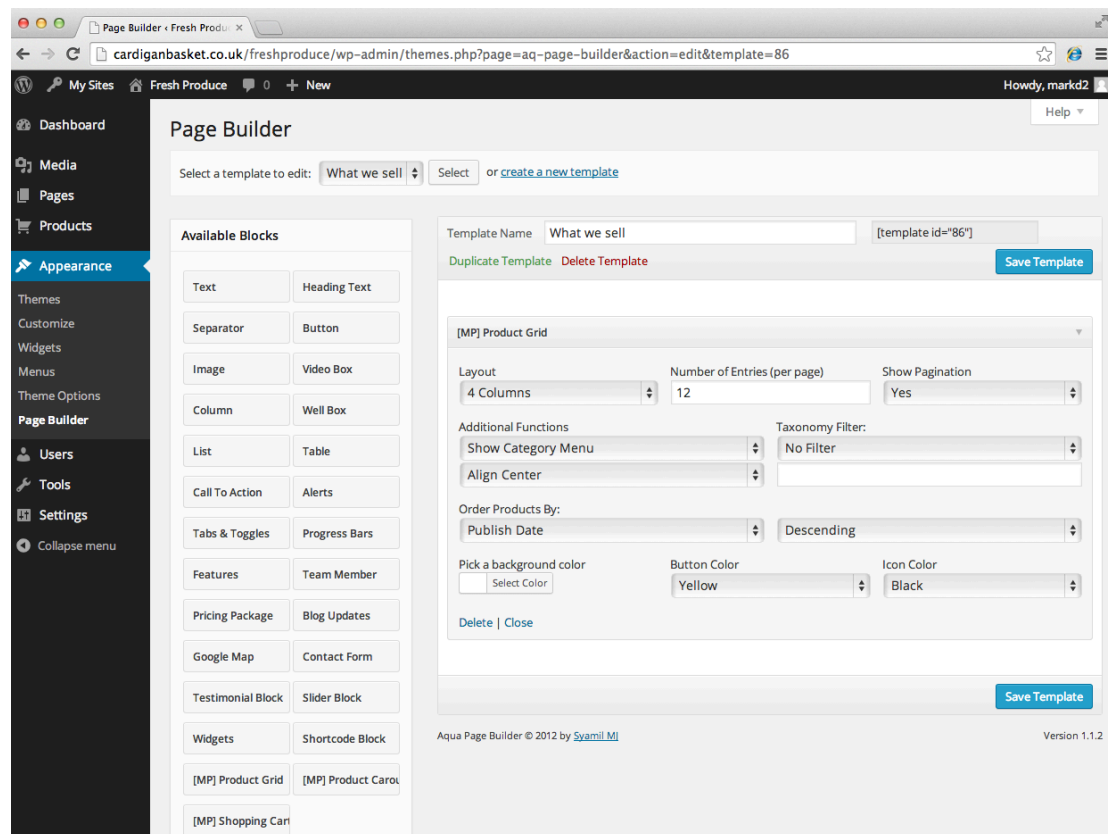 Page Builder ‹ Fresh Produ
cardiganbasket.co.uk/freshproduce/wp-admin/themes.php?page=aq-page-builder&action=edit&template=86
My Sites Fresh Produce 0 + New Howdy, markd2
Help
Dashboard
Media
Pages
Products
Appearance
Themes
Customize
Widgets
Menus
Theme Options
Page Builder
Users
Tools
Settings
Collapse menu
Page Builder
Select a template to edit: What we sell Select or create a new template
Available Blocks
Text Heading Text
Separator Button
Image Video Box
Column Well Box
List Table
Call To Action Alerts
Tabs & Toggles Progress Bars
Features Team Member
Pricing Package Blog Updates
Google Map Contact Form
Testimonial Block Slider Block
Widgets Shortcode Block
[MP] Product Grid [MP] Product Carou
[MP] Shopping Cart
Template Name What we sell [template id="86"]
Duplicate Template Delete Template Save Template
[MP] Product Grid
Layout Number of Entries (per page) Show Pagination
4 Columns 12 Yes
Additional Functions Taxonomy Filter:
Show Category Menu No Filter
Align Center
Order Products By:
Publish Date Descending
Pick a background color Button Color Icon Color
Select Color Yellow Black
Delete | Close
Save Template
Aqua Page Builder © 2012 by Syamil MJ Version 1.1.2